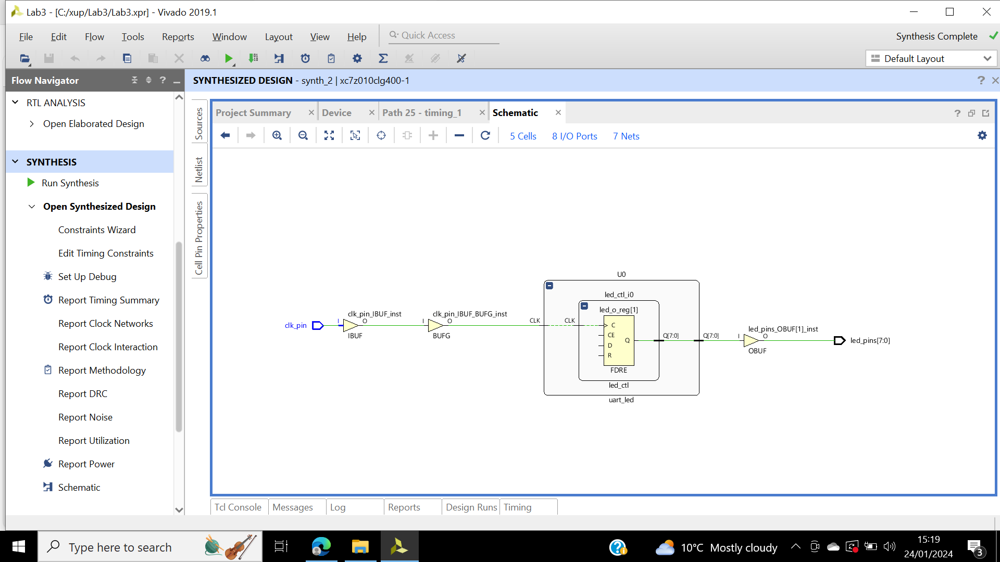 Lab3 - [C:/xup/Lab3/Lab3.xpr] - Vivado 2019.1
File Edit Flow Tools Reports Window Layout View Help Quick Access
Synthesis Complete
Default Layout
Flow Navigator
SYNTHESIZED DESIGN - synth_2 | xc7z010clg400-1
RTL ANALYSIS
Open Elaborated Design
SYNTHESIS
Run Synthesis
Open Synthesized Design
Constraints Wizard
Edit Timing Constraints
Set Up Debug
Report Timing Summary
Report Clock Networks
Report Clock Interaction
Report Methodology
Report DRC
Report Noise
Report Utilization
Report Power
Schematic
Sources
Netlist
Cell Pin Properties
Project Summary Device Path 25 - timing_1 Schematic
5 Cells 8 I/O Ports 7 Nets
U0
led_ctl_i0
led_o_reg[1]
clk_pin_IBUF_inst
clk_pin_IBUF_BUFG_inst
clk_pin
I
O
IBUF
I
O
BUFG
CLK
CLK
C
CE
D
R
Q
FDRE
led_ctl
uart_led
Q[7:0]
Q[7:0]
led_pins_OBUF[1]_inst
I
O
OBUF
led_pins[7:0]
Tcl Console Messages Log Reports Design Runs Timing
Type here to search
10°C Mostly cloudy
15:19
24/01/2024
3